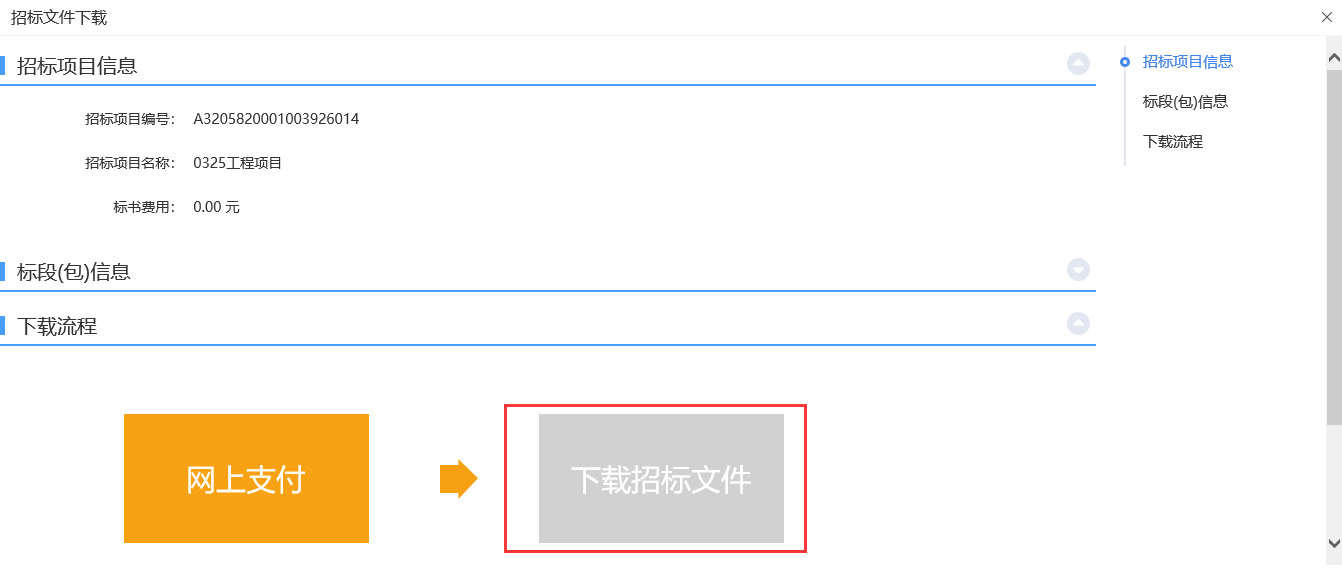 招标文件下载
招标项目信息
招标项目编号： A3205820001003926014
招标项目名称： 0325工程项目
标书费用： 0.00 元
标段(包)信息
下载流程
网上支付
下载招标文件
招标项目信息
标段(包)信息
下载流程